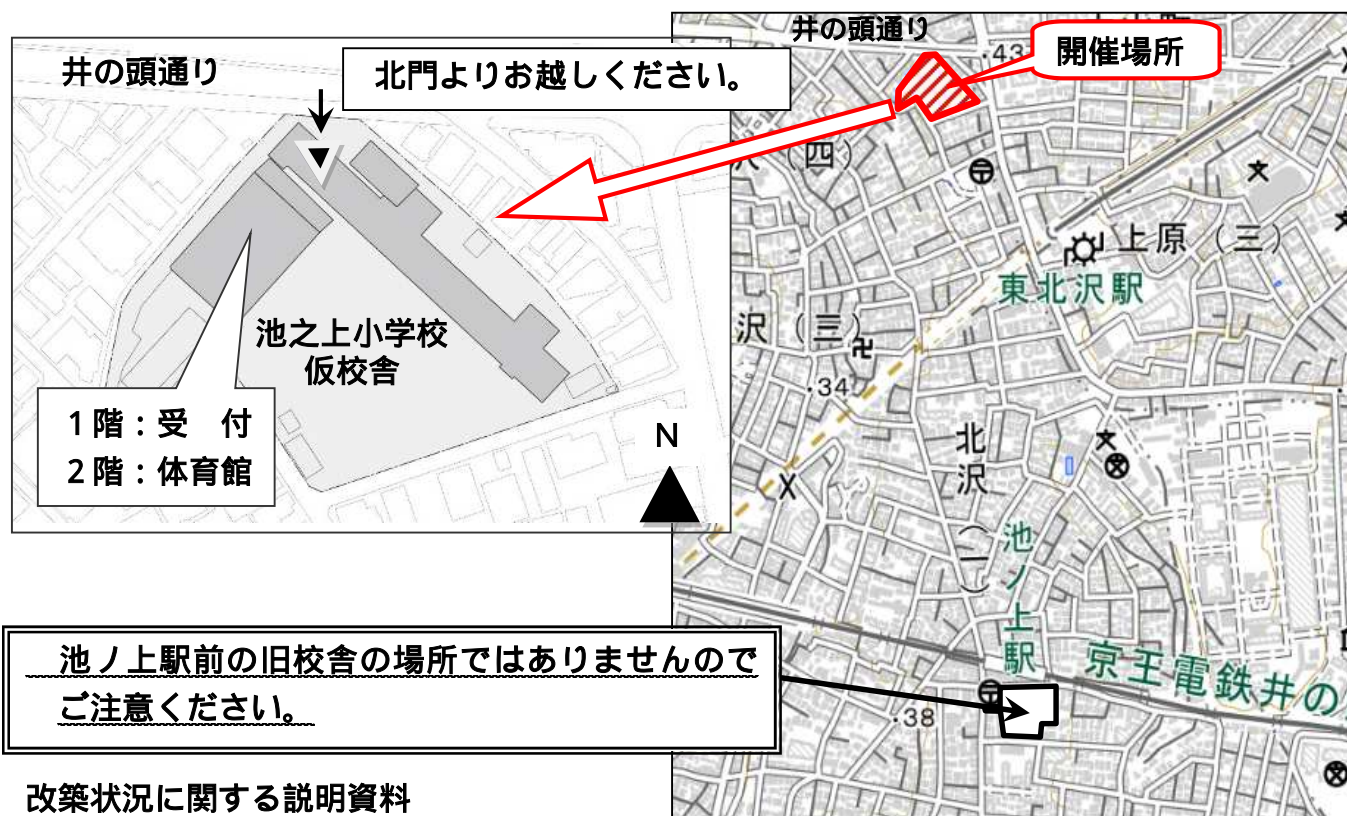 井の頭通り
北門よりお越しください。
池之上小学校
仮校舎
1階：受　付
2階：体育館
N
井の頭通り
開催場所
43
（四）
上原（三）
東北沢駅
沢（三）
34
北沢（一）
池ノ上駅
京王電鉄井の
38
池ノ上駅前の旧校舎の場所ではありませんので
ご注意ください。
改築状況に関する説明資料